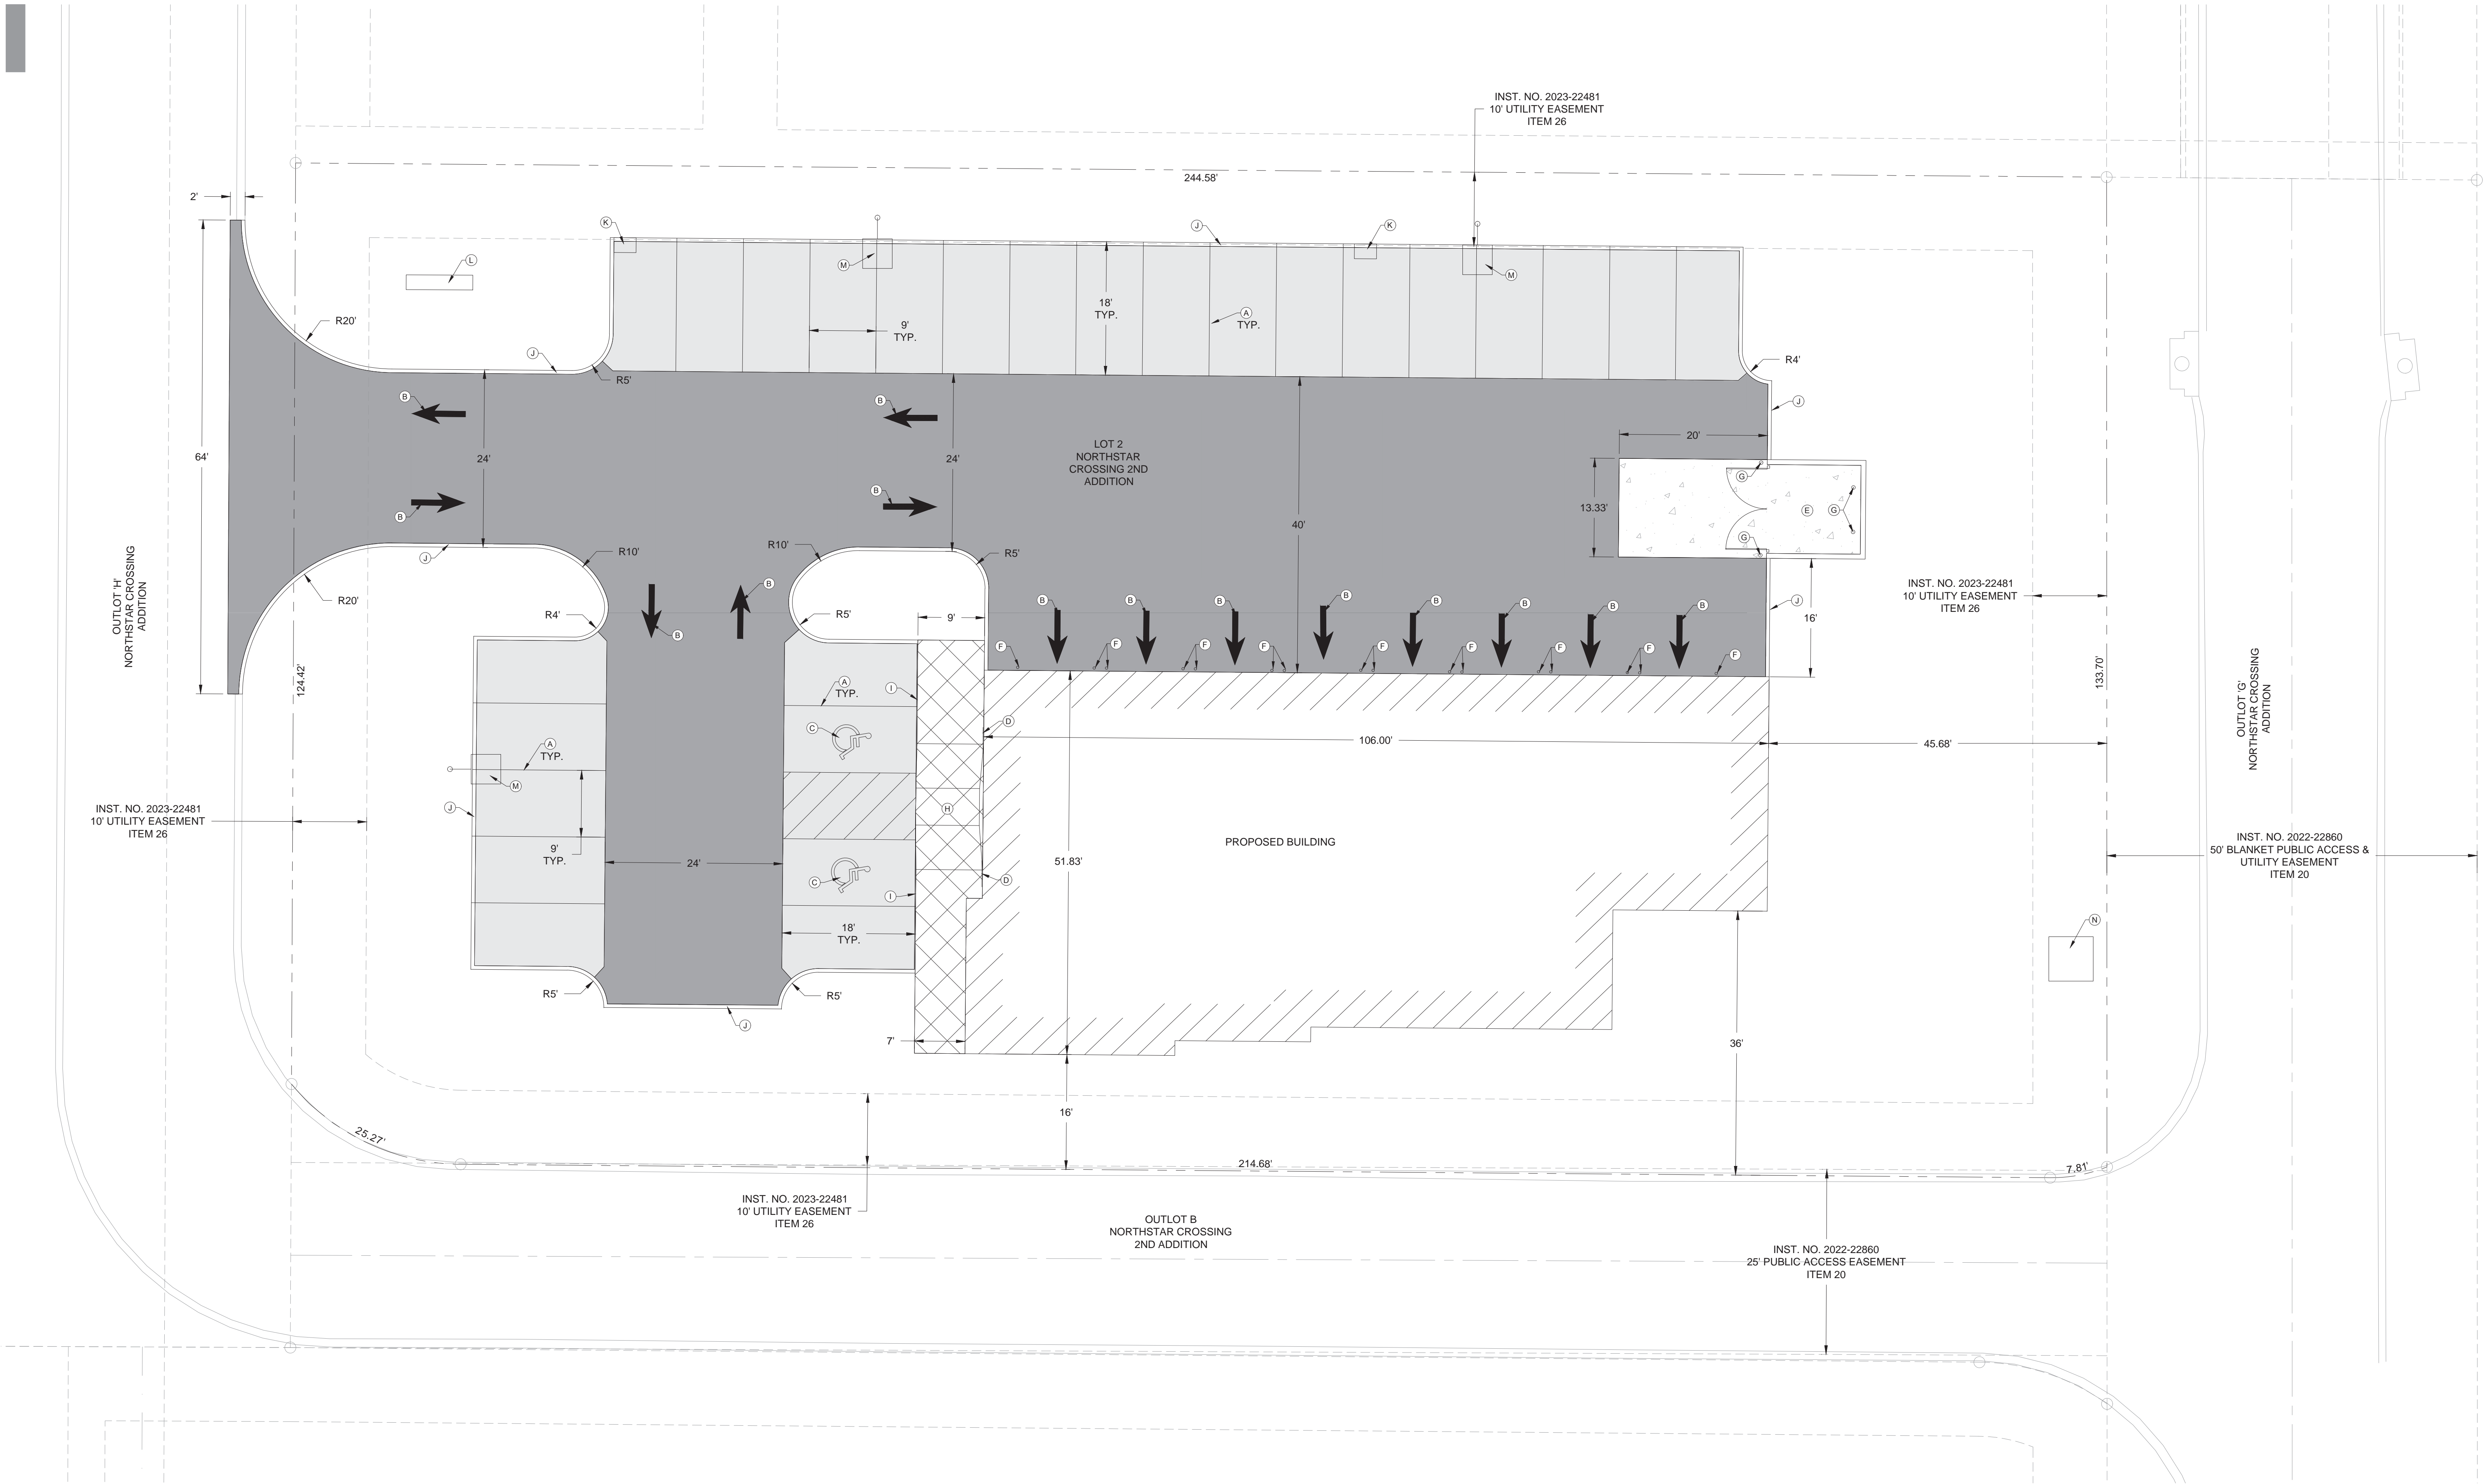 INST. NO. 2023-22481
10' UTILITY EASEMENT
ITEM 26
244.58'
2'
K
J
K
L
M
M
18'
TYP.
A
TYP.
9'
TYP.
R20'
J
R5'
R4'
B
B
J
64'
24'
24'
LOT 2
NORTHSTAR
CROSSING 2ND
ADDITION
20'
G
B
B
13.33'
E
G
40'
G
J
R10'
R10'
R5'
OUTLOT 'H'
NORTHSTAR CROSSING
ADDITION
R20'
B
INST. NO. 2023-22481
10' UTILITY EASEMENT
ITEM 26
R4'
B
R5'
9'
B
B
B
B
B
B
B
B
J
16'
F
F
F
F
F
F
F
F
F
124.42'
133.70'
A
TYP.
I
OUTLOT 'G'
NORTHSTAR CROSSING
ADDITION
C
D
106.00'
45.68'
A
TYP.
M
INST. NO. 2023-22481
10' UTILITY EASEMENT
ITEM 26
J
H
9'
TYP.
24'
51.83'
PROPOSED BUILDING
INST. NO. 2022-22860
50' BLANKET PUBLIC ACCESS &
UTILITY EASEMENT
ITEM 20
C
I
D
18'
TYP.
N
R5'
R5'
J
7'
36'
16'
25.27'
214.68'
7.81'
INST. NO. 2023-22481
10' UTILITY EASEMENT
ITEM 26
OUTLOT B
NORTHSTAR CROSSING
2ND ADDITION
INST. NO. 2022-22860
25' PUBLIC ACCESS EASEMENT
ITEM 20